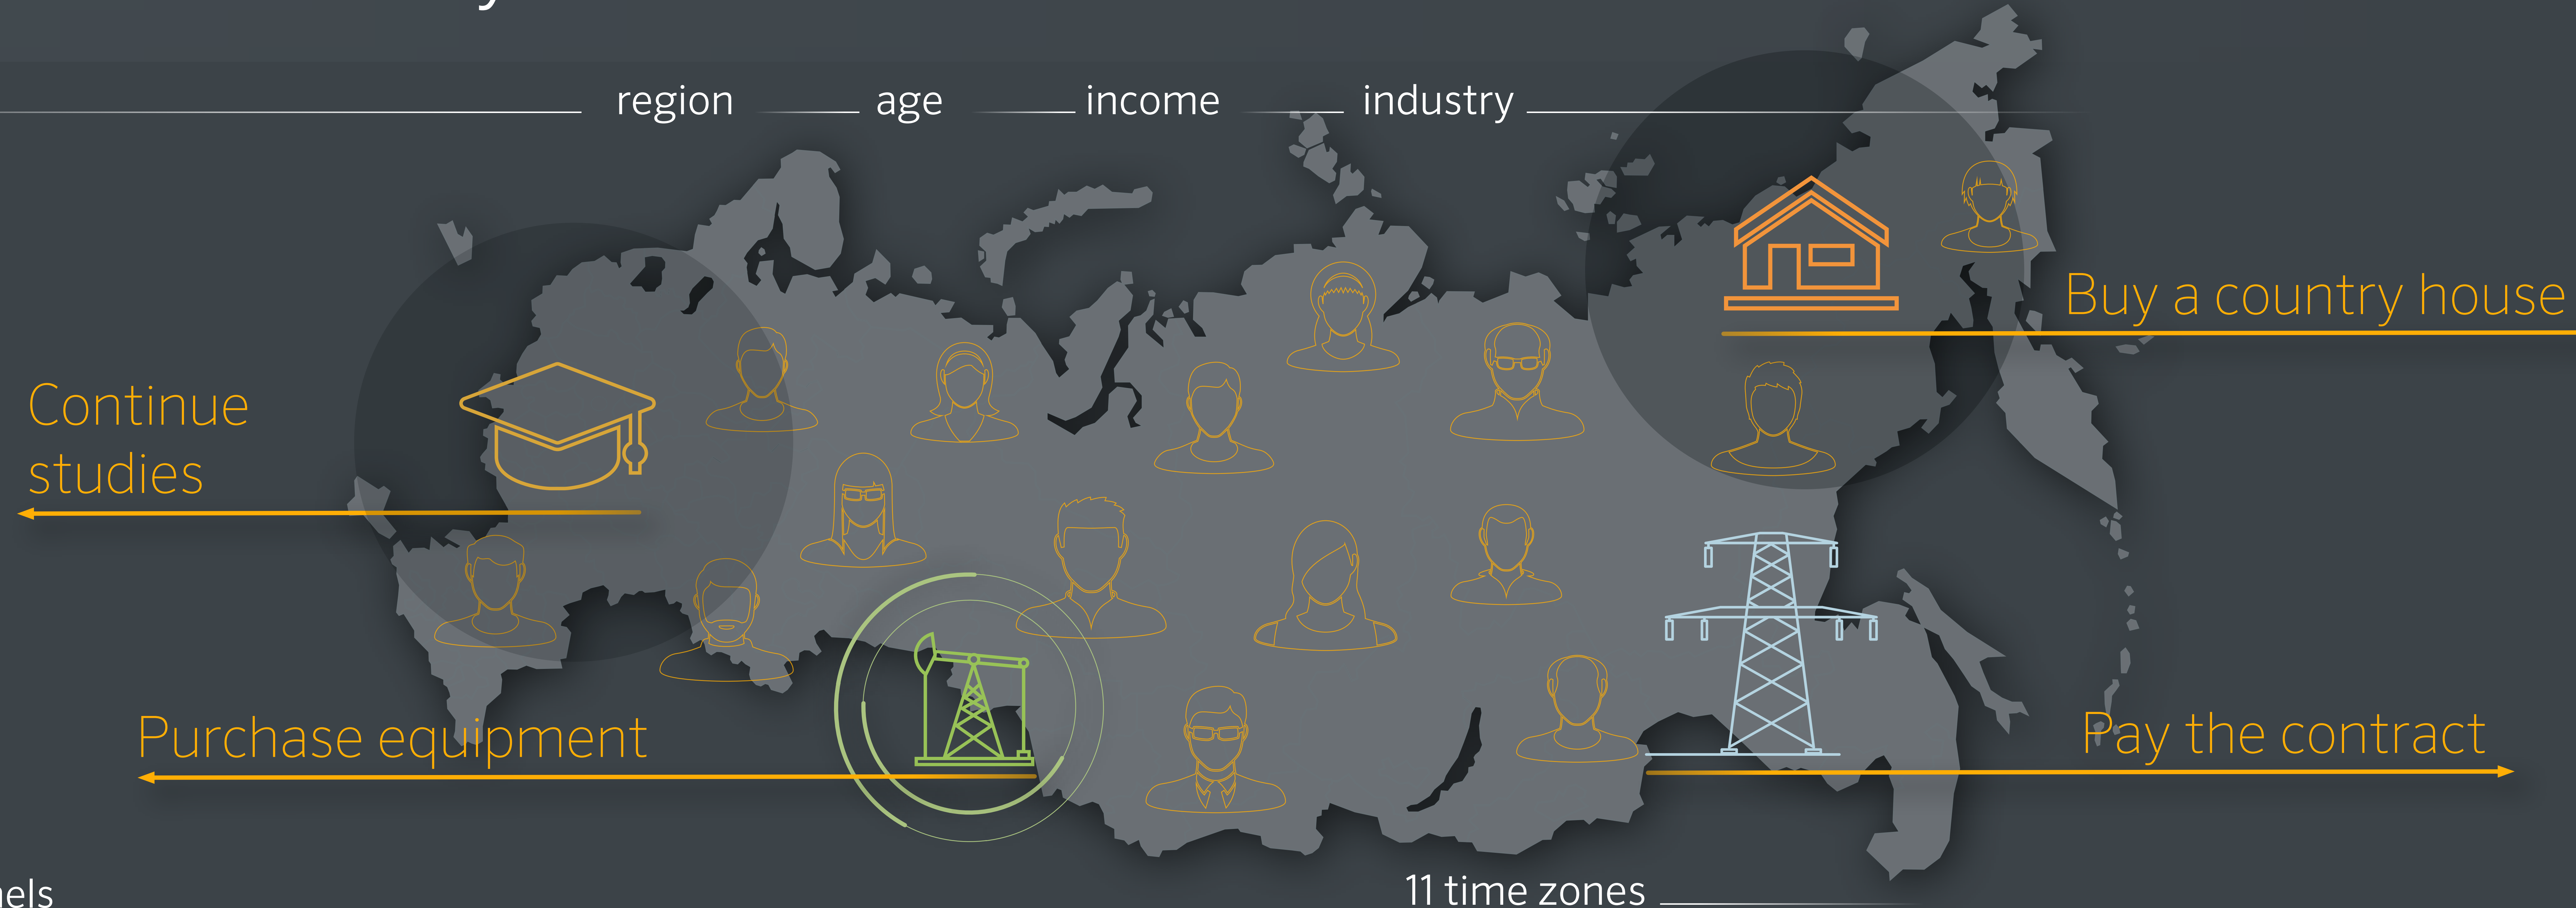 region age income industry
Buy a country house
Continue
studies
Purchase equipment
Pay the contract
11 time zones